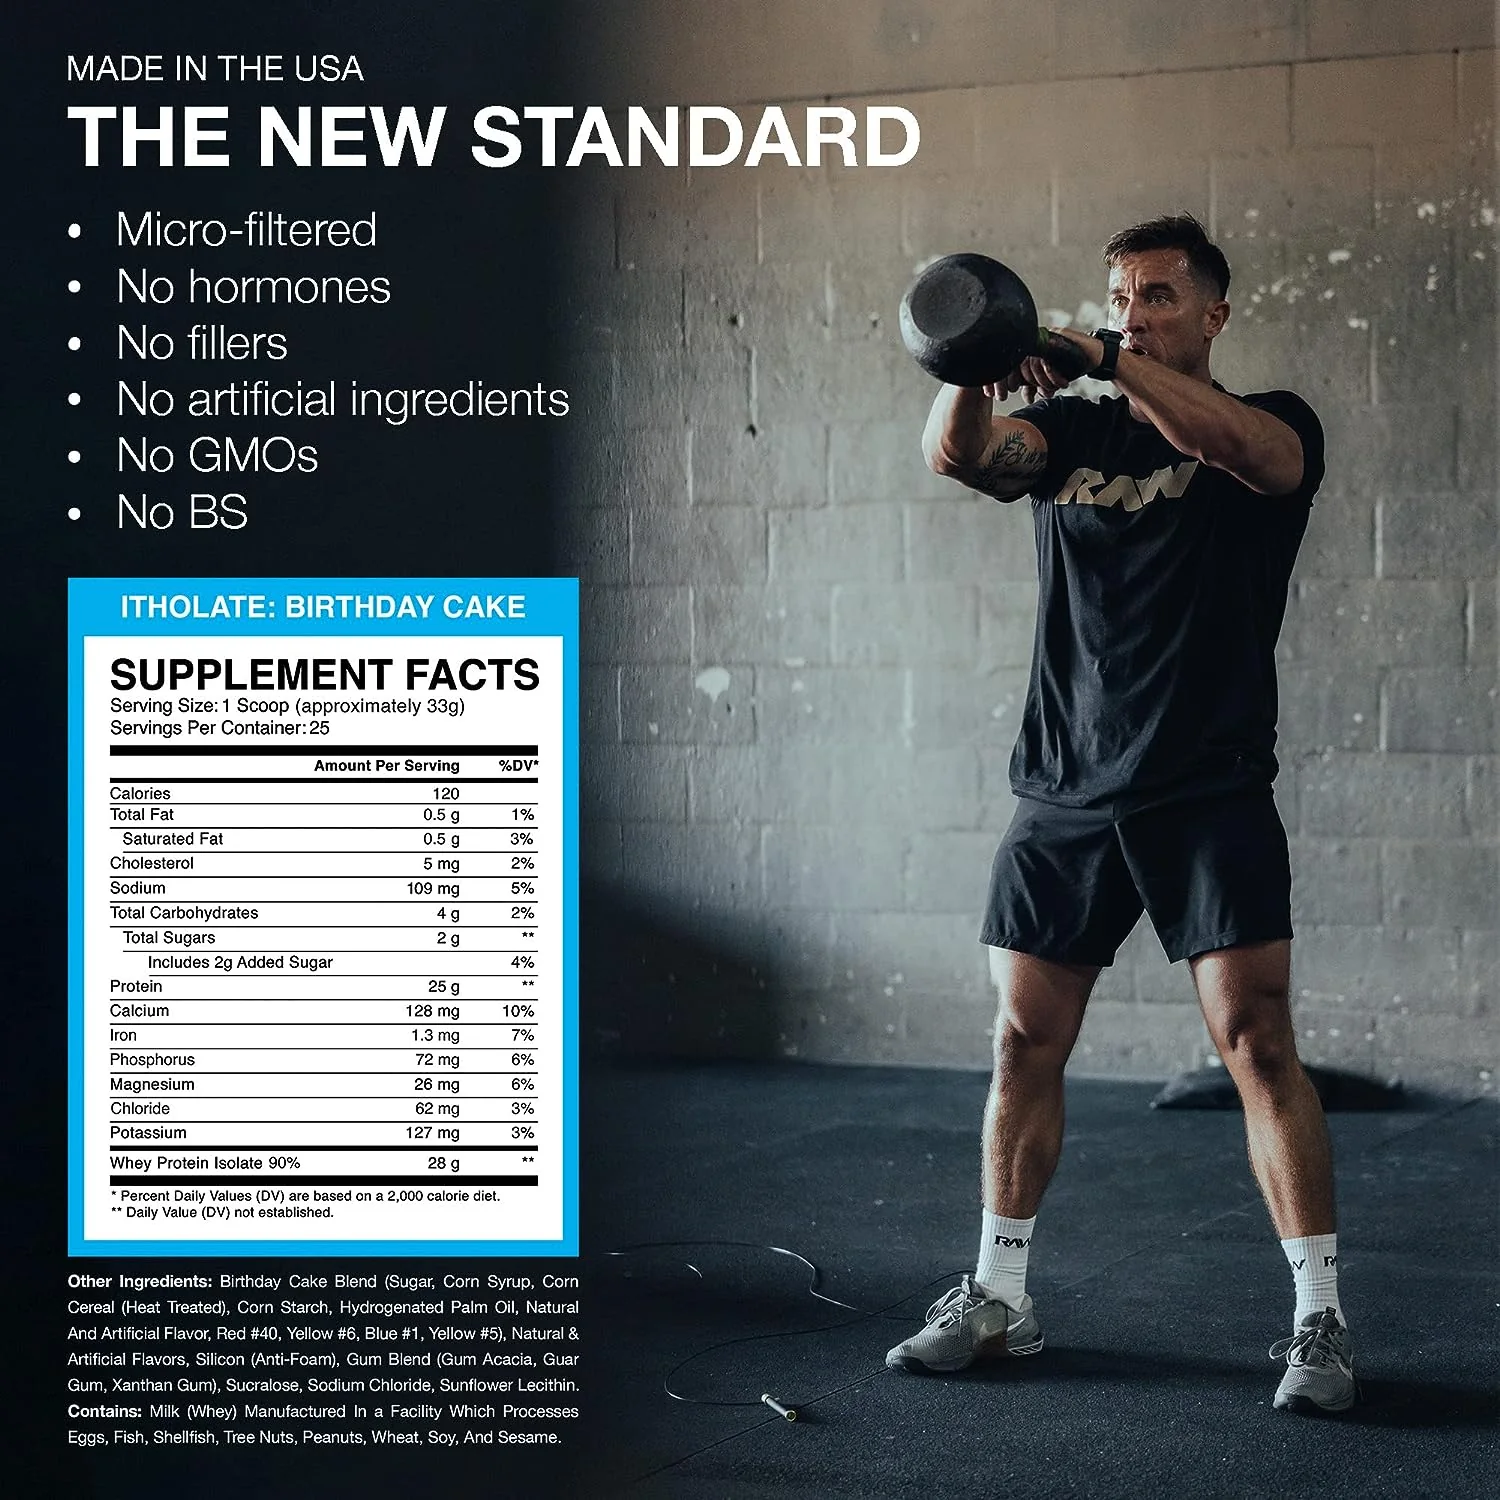 MADE IN THE USA
THE NEW STANDARD
• Micro-filtered
• No hormones
• No fillers
• No artificial ingredients
• No GMOs
• No BS
RAW
ITHOLATE: BIRTHDAY CAKE
SUPPLEMENT FACTS
Serving Size: 1 Scoop (approximately 33g)
Servings Per Container: 25
Amount Per Serving %DV*
Calories 120
Total Fat 0.5 g 1%
Saturated Fat 0.5 g 3%
Cholesterol 5 mg 2%
Sodium 109 mg 5%
Total Carbohydrates 4 g 2%
Total Sugars 2 g **
Includes 2g Added Sugar 4%
Protein 25 g **
Calcium 128 mg 10%
Iron 1.3 mg 7%
Phosphorus 72 mg 6%
Magnesium 26 mg 6%
Chloride 62 mg 3%
Potassium 127 mg 3%
Whey Protein Isolate 90% 28 g **
* Percent Daily Values (DV) are based on a 2,000 calorie diet.
** Daily Value (DV) not established.
RAW
Other Ingredients: Birthday Cake Blend (Sugar, Corn Syrup, Corn
Cereal (Heat Treated), Corn Starch, Hydrogenated Palm Oil, Natural
And Artificial Flavor, Red #40, Yellow #6, Blue #1, Yellow #5), Natural &
Artificial Flavors, Silicon (Anti-Foam), Gum Blend (Gum Acacia, Guar
Gum, Xanthan Gum), Sucralose, Sodium Chloride, Sunflower Lecithin.
Contains: Milk (Whey) Manufactured In a Facility Which Processes
Eggs, Fish, Shellfish, Tree Nuts, Peanuts, Wheat, Soy, And Sesame.